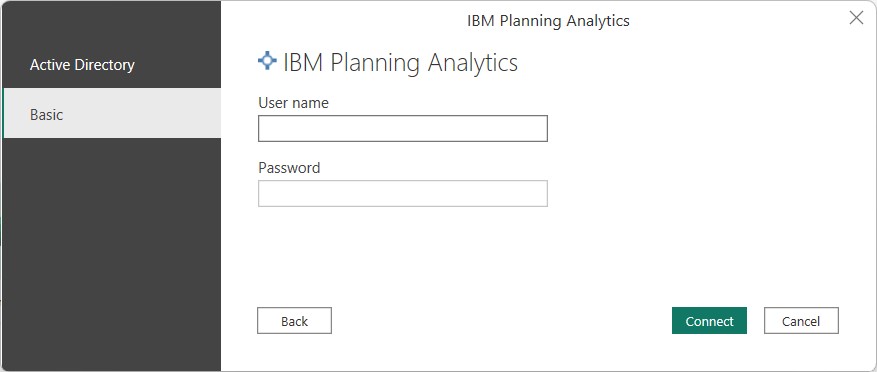 IBM Planning Analytics
Active Directory
Basic
IBM Planning Analytics
User name
Password
Back
Connect
Cancel